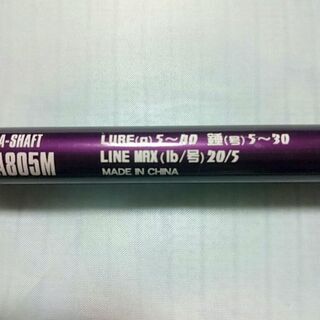 A-SHAFT
A805M
LURE(g) 5～80 錘(号) 5～30
LINE MAX(lb/号) 20/5
MADE IN CHINA